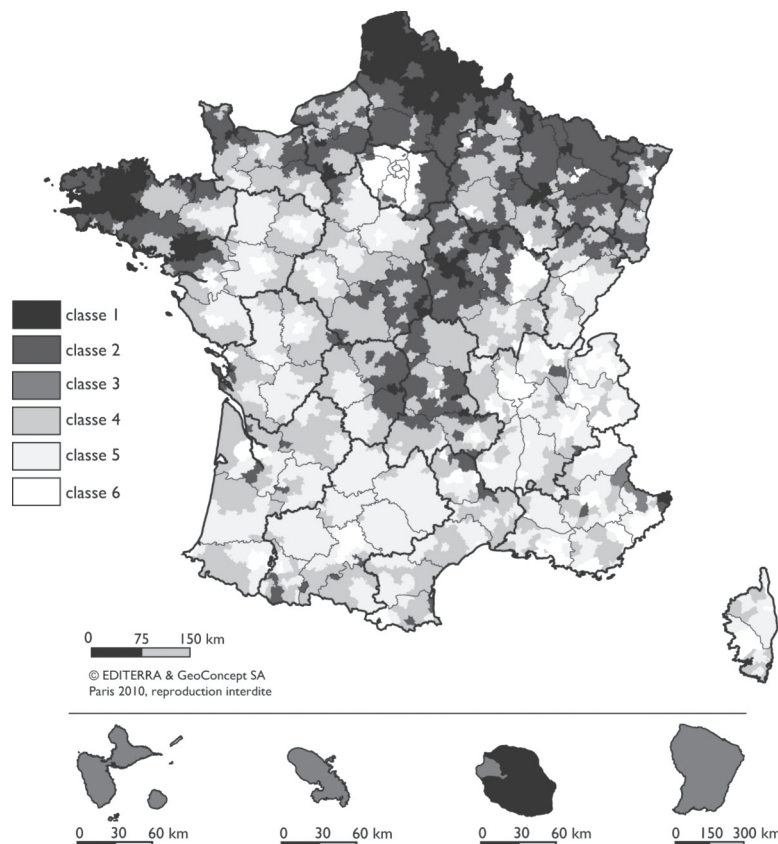 classe 1
classe 2
classe 3
classe 4
classe 5
classe 6
0 75 150 km
© EDITERRA & GeoConcept SA
Paris 2010, reproduction interdite
0 30 60 km
0 30 60 km
0 30 60 km
0 150 300 km